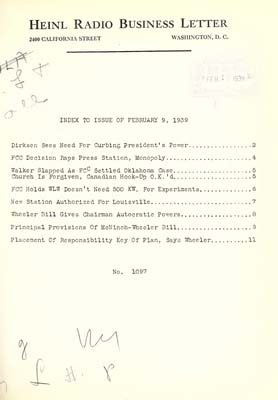 HEINL RADIO BUSINESS LETTER
2400 CALIFORNIA STREET WASHINGTON, D. C.
INDEX TO ISSUE OF FEBRUARY 9, 1939
Dirksen Sees Need For Curbing President's Power...............2
FCC Decision Raps Press Station, Monopoly.....................4
Walker Slapped As FCC Settled Oklahoma Case...................5
Church Is Forgiven, Canadian Hook-Up O.K.'d...................5
FCC Holds WLW Doesn't Need 500 KW, For Experiments............6
New Station Authorized For Louisville.........................7
Wheeler Bill Gives Chairman Autocratic Powers.................8
Principal Provisions Of McNinch-Wheeler Bill..................9
Placement Of Responsibility Key Of Plan, Says Wheeler........11
No. 1097